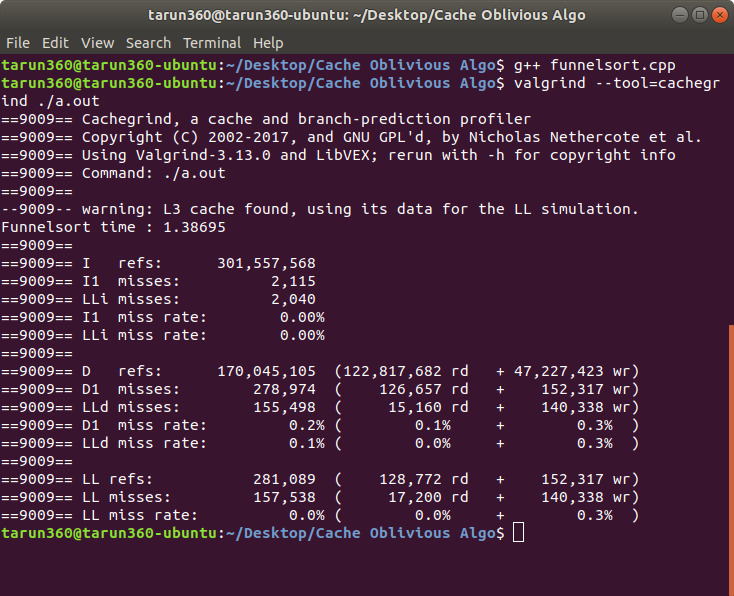 tarun360@tarun360-ubuntu: ~/Desktop/Cache Oblivious Algo
File Edit View Search Terminal Help
tarun360@tarun360-ubuntu:~/Desktop/Cache Oblivious Algo$ g++ funnelsort.cpp
tarun360@tarun360-ubuntu:~/Desktop/Cache Oblivious Algo$ valgrind --tool=cachegr
ind ./a.out
==9009== Cachegrind, a cache and branch-prediction profiler
==9009== Copyright (C) 2002-2017, and GNU GPL'd, by Nicholas Nethercote et al.
==9009== Using Valgrind-3.13.0 and LibVEX; rerun with -h for copyright info
==9009== Command: ./a.out
==9009==
--9009-- warning: L3 cache found, using its data for the LL simulation.
Funnelsort time : 1.38695
==9009==
==9009== I   refs:      301,557,568
==9009== I1  misses:          2,115
==9009== LLi misses:          2,040
==9009== I1  miss rate:        0.00%
==9009== LLi miss rate:        0.00%
==9009==
==9009== D   refs:      170,045,105  (122,817,682 rd   + 47,227,423 wr)
==9009== D1  misses:        278,974  (    126,657 rd   +    152,317 wr)
==9009== LLd misses:        155,498  (     15,160 rd   +    140,338 wr)
==9009== D1  miss rate:         0.2% (        0.1%     +        0.3%  )
==9009== LLd miss rate:         0.1% (        0.0%     +        0.3%  )
==9009==
==9009== LL refs:           281,089  (    128,772 rd   +    152,317 wr)
==9009== LL misses:         157,538  (     17,200 rd   +    140,338 wr)
==9009== LL miss rate:          0.0% (        0.0%     +        0.3%  )
tarun360@tarun360-ubuntu:~/Desktop/Cache Oblivious Algo$